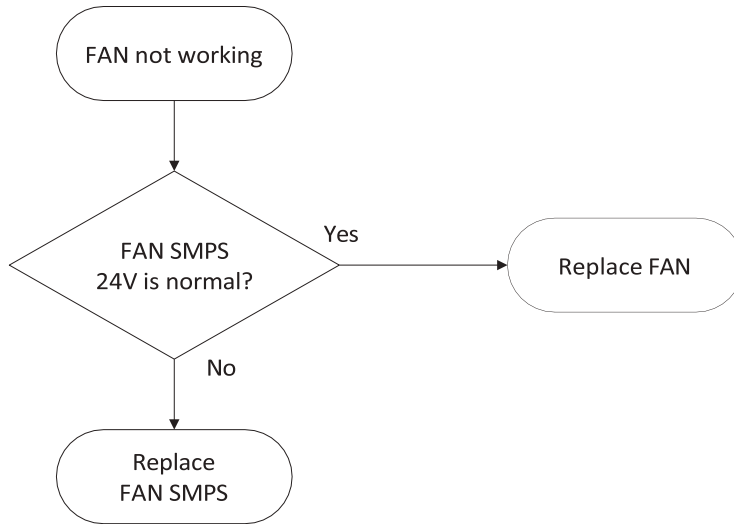 FAN not working
FAN SMPS
24V is normal?
Yes
Replace FAN
No
Replace
FAN SMPS